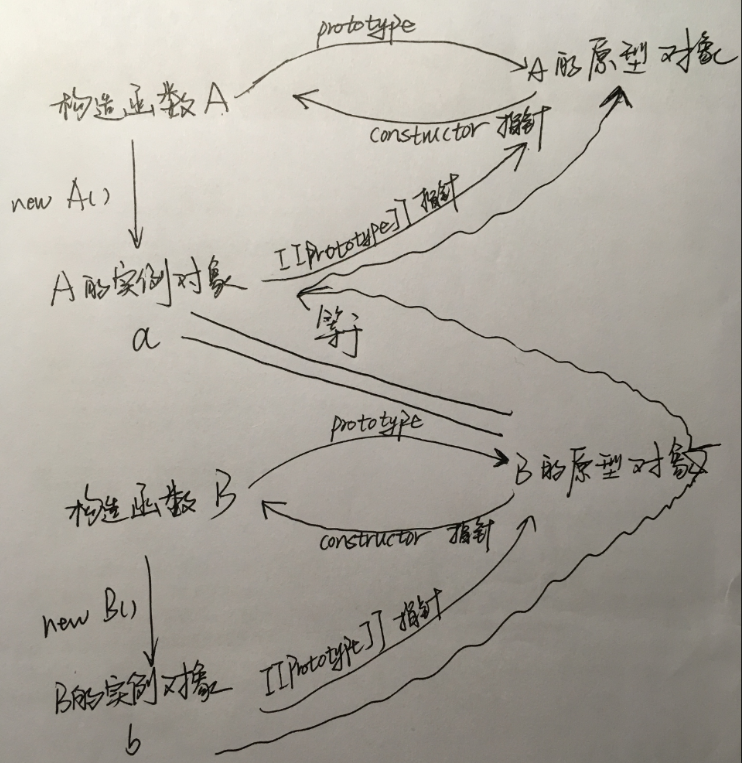 prototype
构造函数 A
A的原型对象
constructor 指针
new A()
[[Prototype]] 指针
A的实例对象
a
等于
prototype
构造函数 B
B的原型对象
constructor 指针
new B()
[[Prototype]] 指针
B的实例对象
b